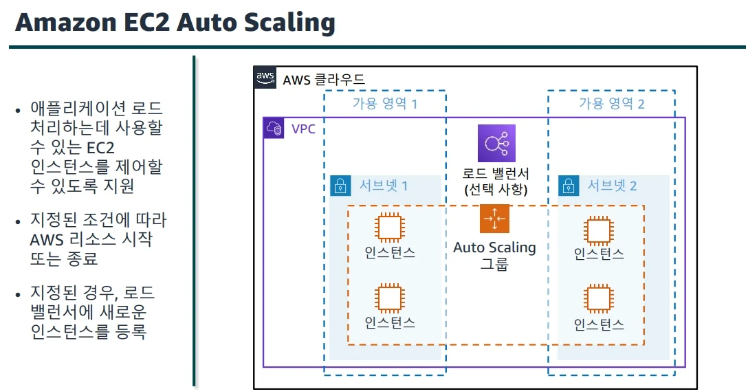 Amazon EC2 Auto Scaling
• 애플리케이션 로드
처리하는데 사용할
수 있는 EC2
인스턴스를 제어할
수 있도록 지원
• 지정된 조건에 따라
AWS 리소스 시작
또는 종료
• 지정된 경우, 로드
밸런서에 새로운
인스턴스를 등록
aws AWS 클라우드
가용 영역 1
가용 영역 2
VPC
로드 밸런서
(선택 사항)
서브넷 1
서브넷 2
Auto Scaling
그룹
인스턴스
인스턴스
인스턴스
인스턴스